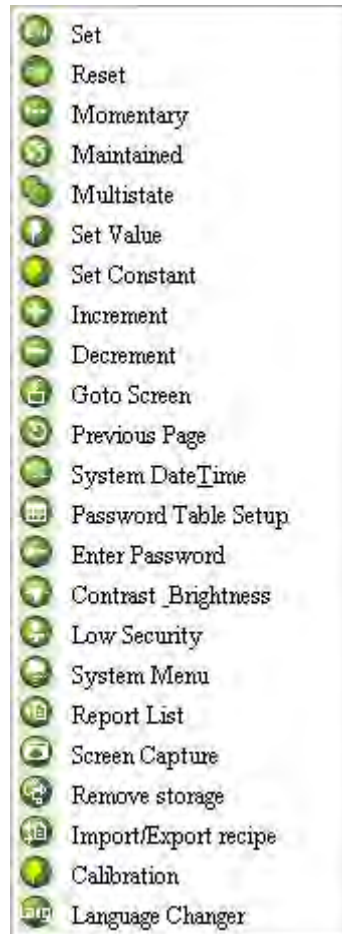 Set
Reset
Momentary
Maintained
Multistate
Set Value
Set Constant
Increment
Decrement
Goto Screen
Previous Page
System DateTime
Password Table Setup
Enter Password
Contrast _Brightness
Low Security
System Menu
Report List
Screen Capture
Remove storage
Import/Export recipe
Calibration
Language Changer